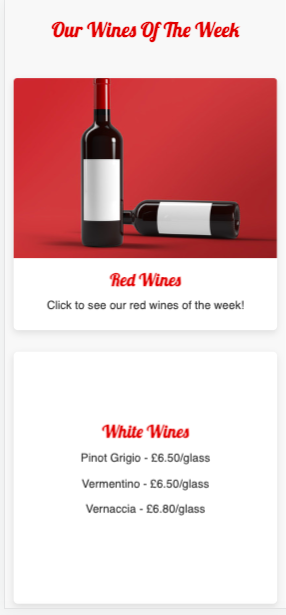 Our Wines Of The Week
Red Wines
Click to see our red wines of the week!
White Wines
Pinot Grigio - £6.50/glass
Vermentino - £6.50/glass
Vernaccia - £6.80/glass